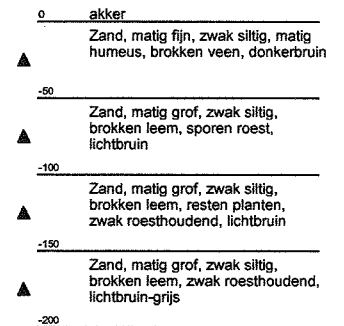 0 akker
Zand, matig fijn, zwak siltig, matig
humeus, brokken veen, donkerbruin
-50
Zand, matig grof, zwak siltig,
brokken leem, sporen roest,
lichtbruin
-100
Zand, matig grof, zwak siltig,
brokken leem, resten planten,
zwak roesthoudend, lichtbruin
-150
Zand, matig grof, zwak siltig,
brokken leem, zwak roesthoudend,
lichtbruin-grijs
-200